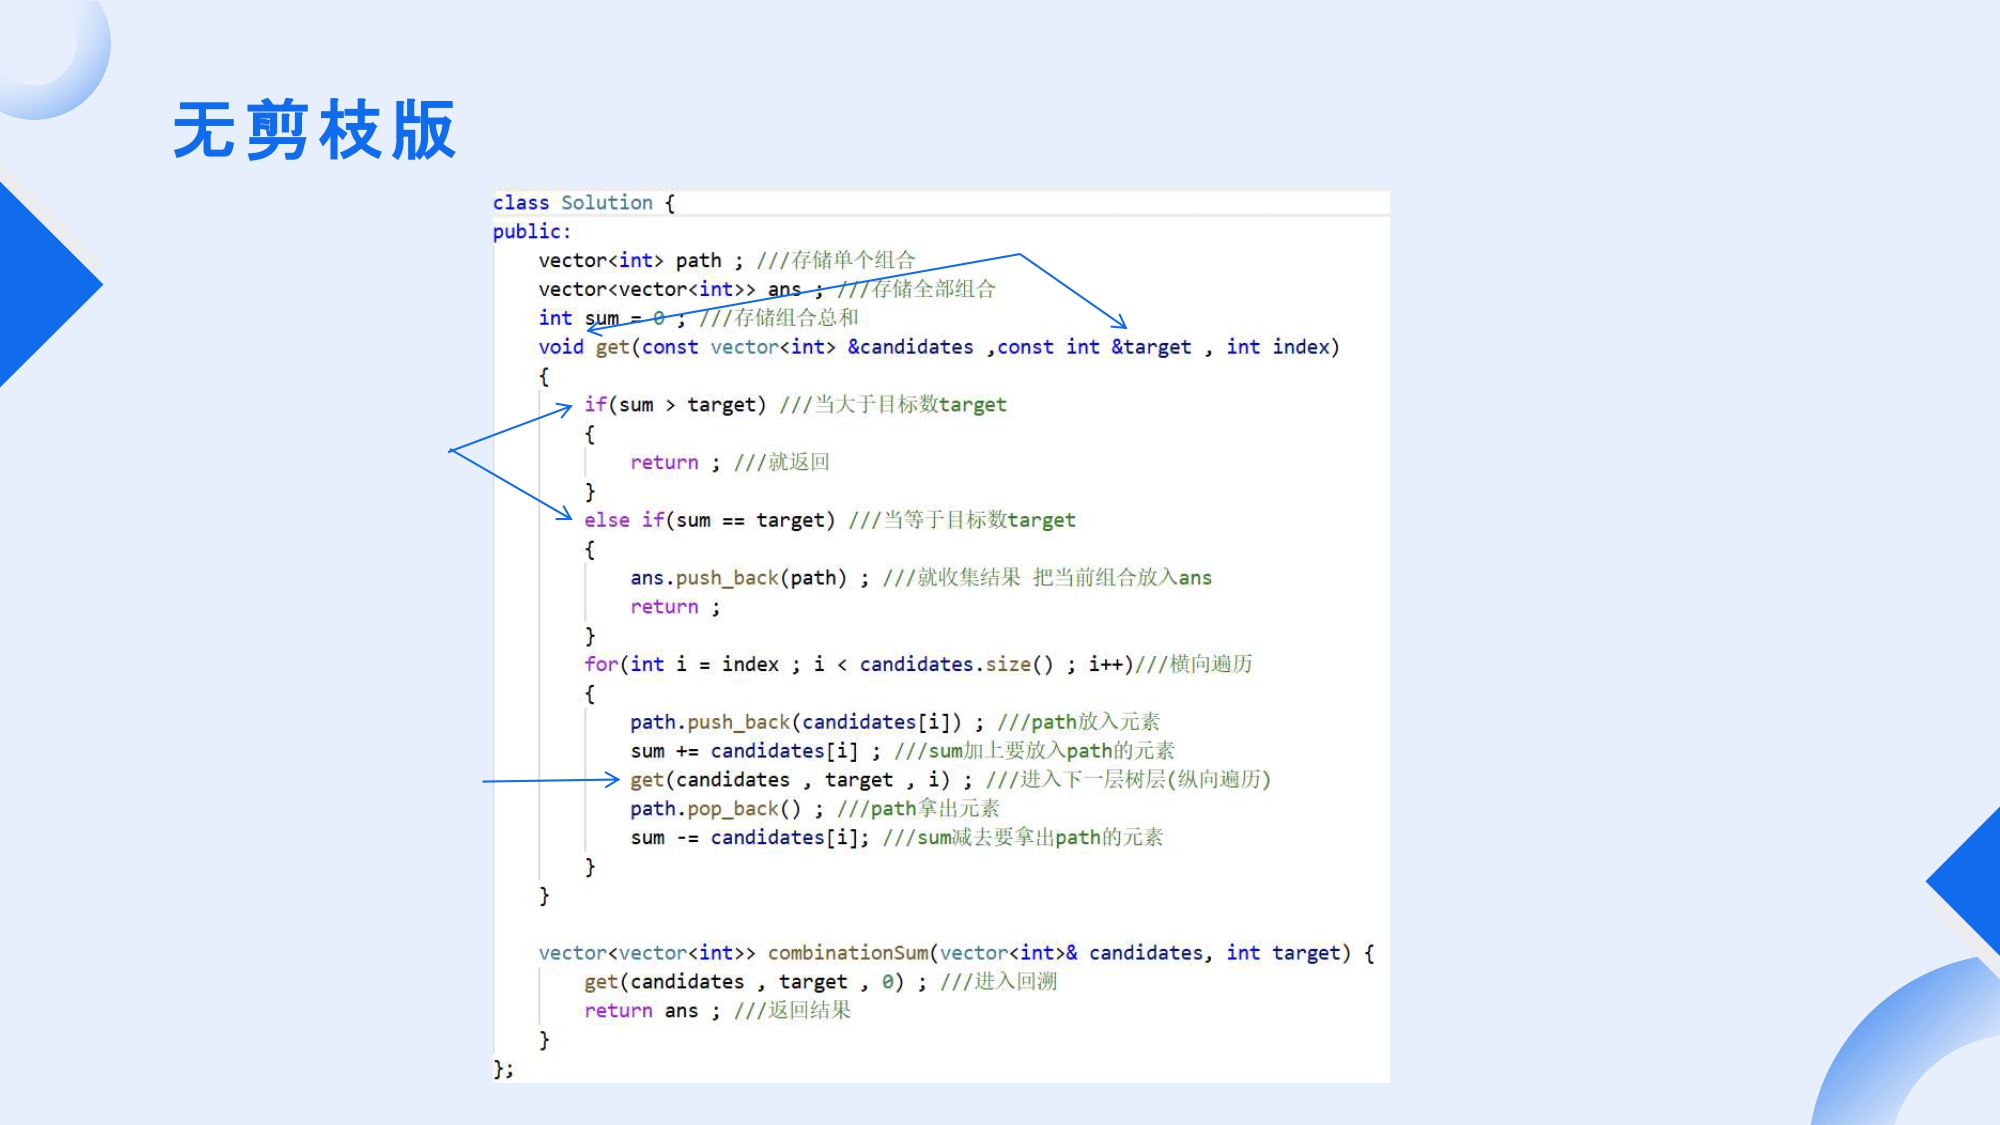 无剪枝版
class Solution {
public:
    vector<int> path ; ///存储单个组合
    vector<vector<int>> ans ; ///存储全部组合
    int sum = 0 ; ///存储组合总和
    void get(const vector<int> &candidates ,const int &target , int index)
    {
        if(sum > target) ///当大于目标数target
        {
            return ; ///就返回
        }
        else if(sum == target) ///当等于目标数target
        {
            ans.push_back(path) ; ///就收集结果 把当前组合放入ans
            return ;
        }
        for(int i = index ; i < candidates.size() ; i++)///横向遍历
        {
            path.push_back(candidates[i]) ; ///path放入元素
            sum += candidates[i] ; ///sum加上要放入path的元素
            get(candidates , target , i) ; ///进入下一层树层(纵向遍历)
            path.pop_back() ; ///path拿出元素
            sum -= candidates[i]; ///sum减去要拿出path的元素
        }
    }
    vector<vector<int>> combinationSum(vector<int>& candidates, int target) {
        get(candidates , target , 0) ; ///进入回溯
        return ans ; ///返回结果
    }
};